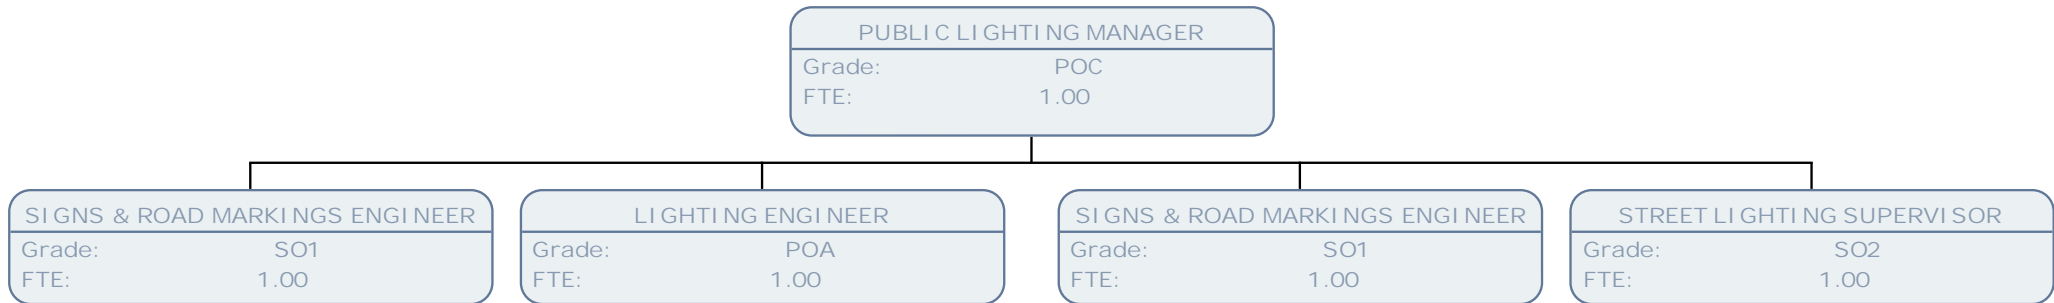 PUBLIC LIGHTING MANAGER
Grade: POC
FTE: 1.00
SIGNS & ROAD MARKINGS ENGINEER
Grade: SO1
FTE: 1.00
LIGHTING ENGINEER
Grade: POA
FTE: 1.00
SIGNS & ROAD MARKINGS ENGINEER
Grade: SO1
FTE: 1.00
STREET LIGHTING SUPERVISOR
Grade: SO2
FTE: 1.00